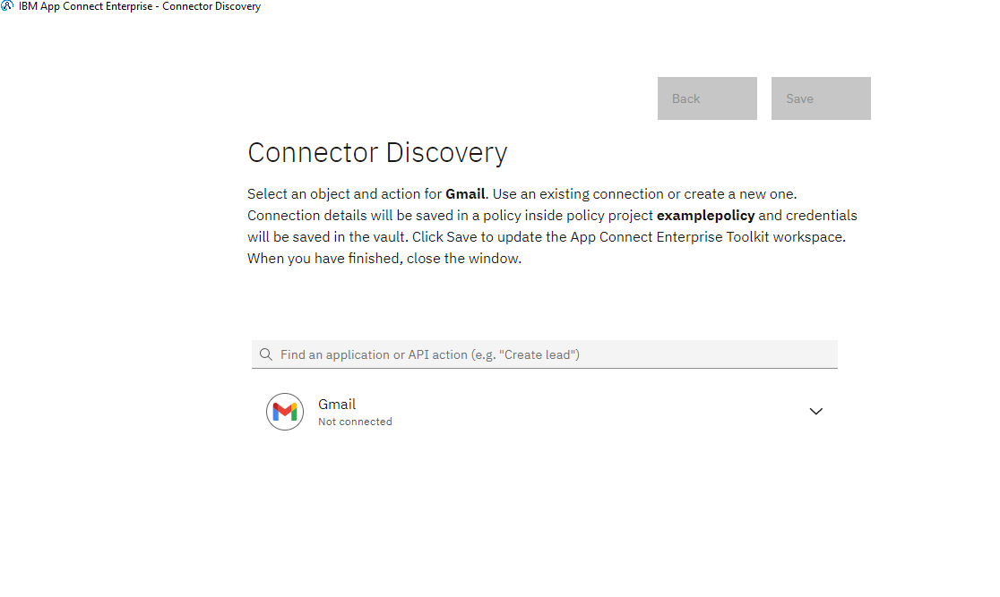 IBM App Connect Enterprise - Connector Discovery
Back
Save
Connector Discovery
Select an object and action for Gmail. Use an existing connection or create a new one.
Connection details will be saved in a policy inside policy project examplepolicy and credentials
will be saved in the vault. Click Save to update the App Connect Enterprise Toolkit workspace.
When you have finished, close the window.
Find an application or API action (e.g. "Create lead")
Gmail
Not connected